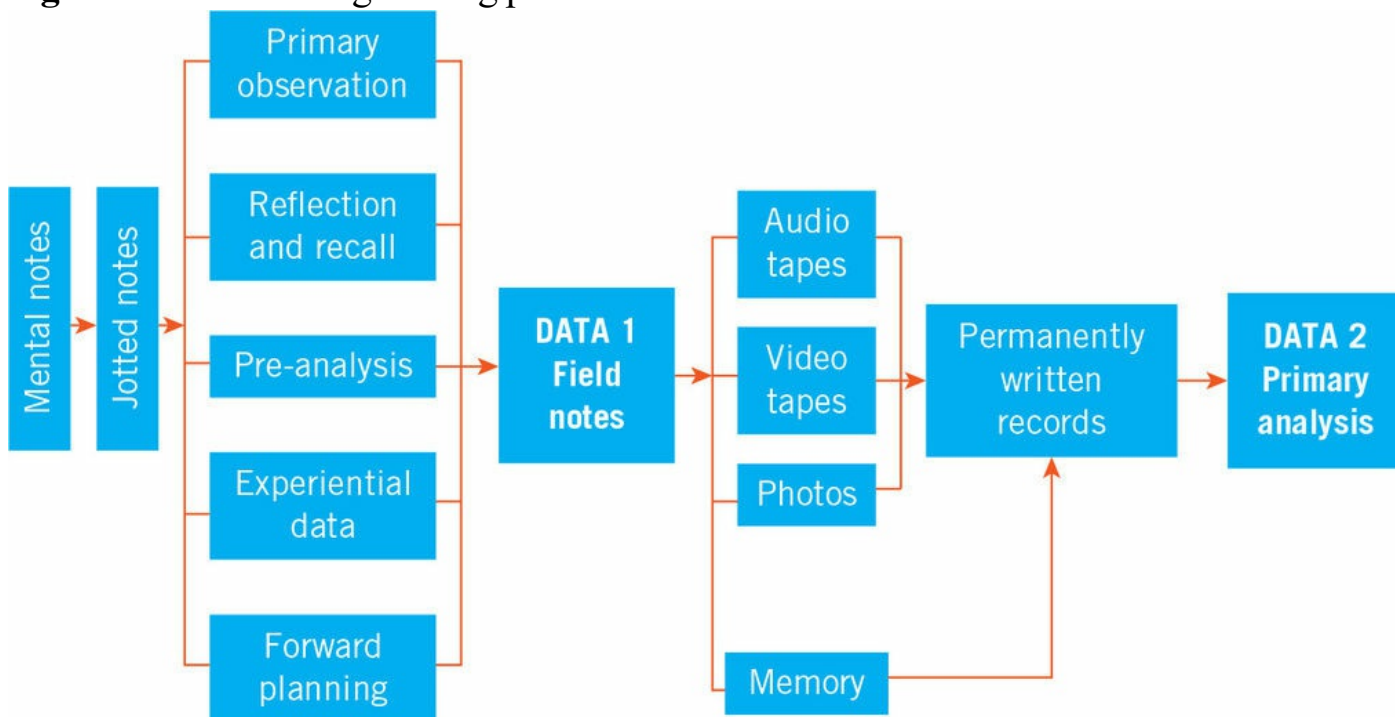 Mental notes
Jotted notes
Primary
observation
Reflection
and recall
Pre-analysis
Experiential
data
Forward
planning
DATA 1
Field
notes
Audio
tapes
Video
tapes
Photos
Memory
Permanently
written
records
DATA 2
Primary
analysis